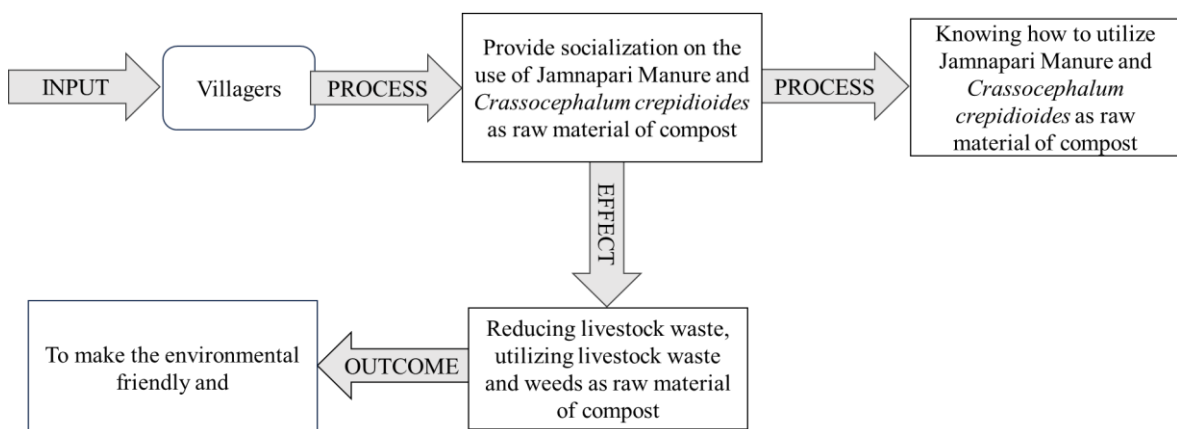 INPUT
Villagers
PROCESS
Provide socialization on the
use of Jamnapari Manure and
Crassocephalum crepidioides
as raw material of compost
PROCESS
Knowing how to utilize
Jamnapari Manure and
Crassocephalum
crepidioides as raw
material of compost
EFFECT
Reducing livestock waste,
utilizing livestock waste
and weeds as raw material
of compost
OUTCOME
To make the environmental
friendly and